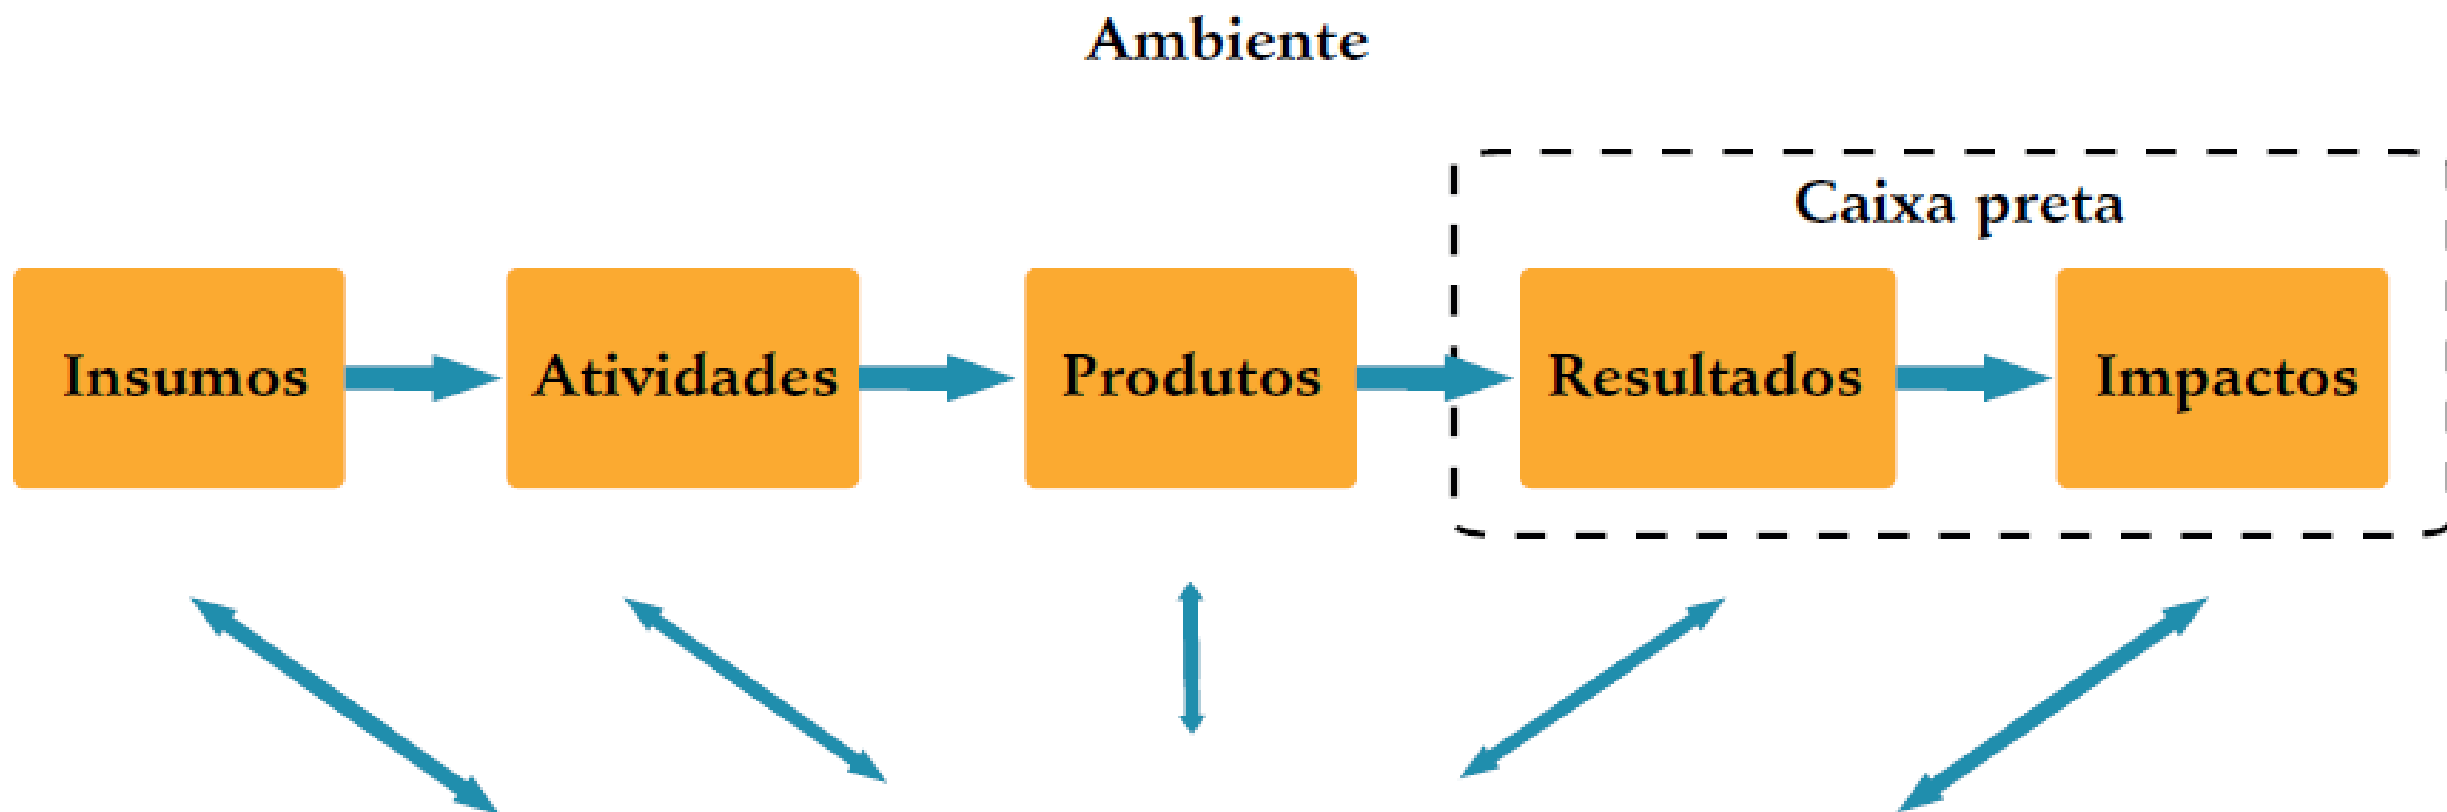 Ambiente
Caixa preta
Insumos
Atividades
Produtos
Resultados
Impactos